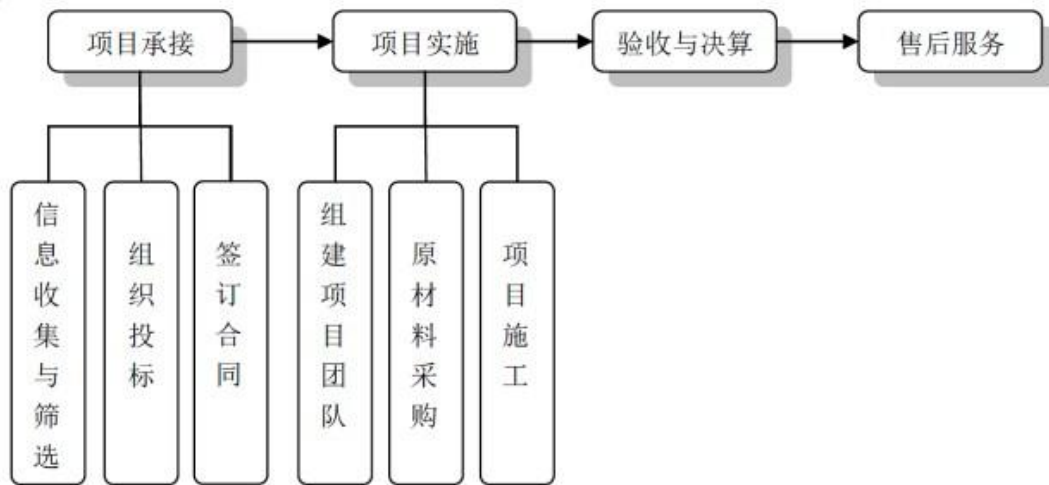 项目承接
项目实施
验收与决算
售后服务
信息收集与筛选
组织投标
签订合同
组建项目团队
原材料采购
项目施工